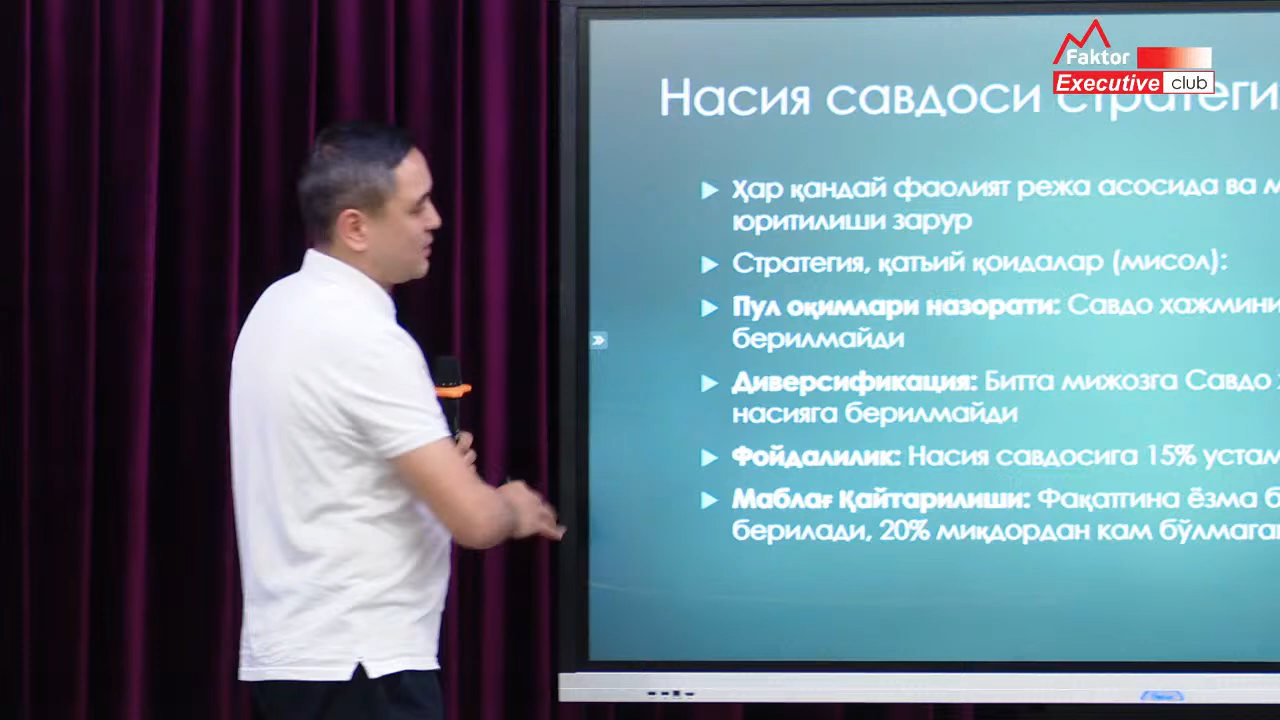 Faktor
Executive club
Насия савдоси стратеги
Ҳар қандай фаолият режа асосида ва м
юритилиши зарур
Стратегия, қатъий қоидалар (мисол):
Пул оқимлари назорати: Савдо хажмини
берилмайди
Диверсификация: Битта мижозга Савдо
насияга берилмайди
Фойдалилик: Насия савдосига 15% устам
Маблағ Қайтарилиши: Фақатгина ёзма б
берилади, 20% миқдордан кам бўлмаган